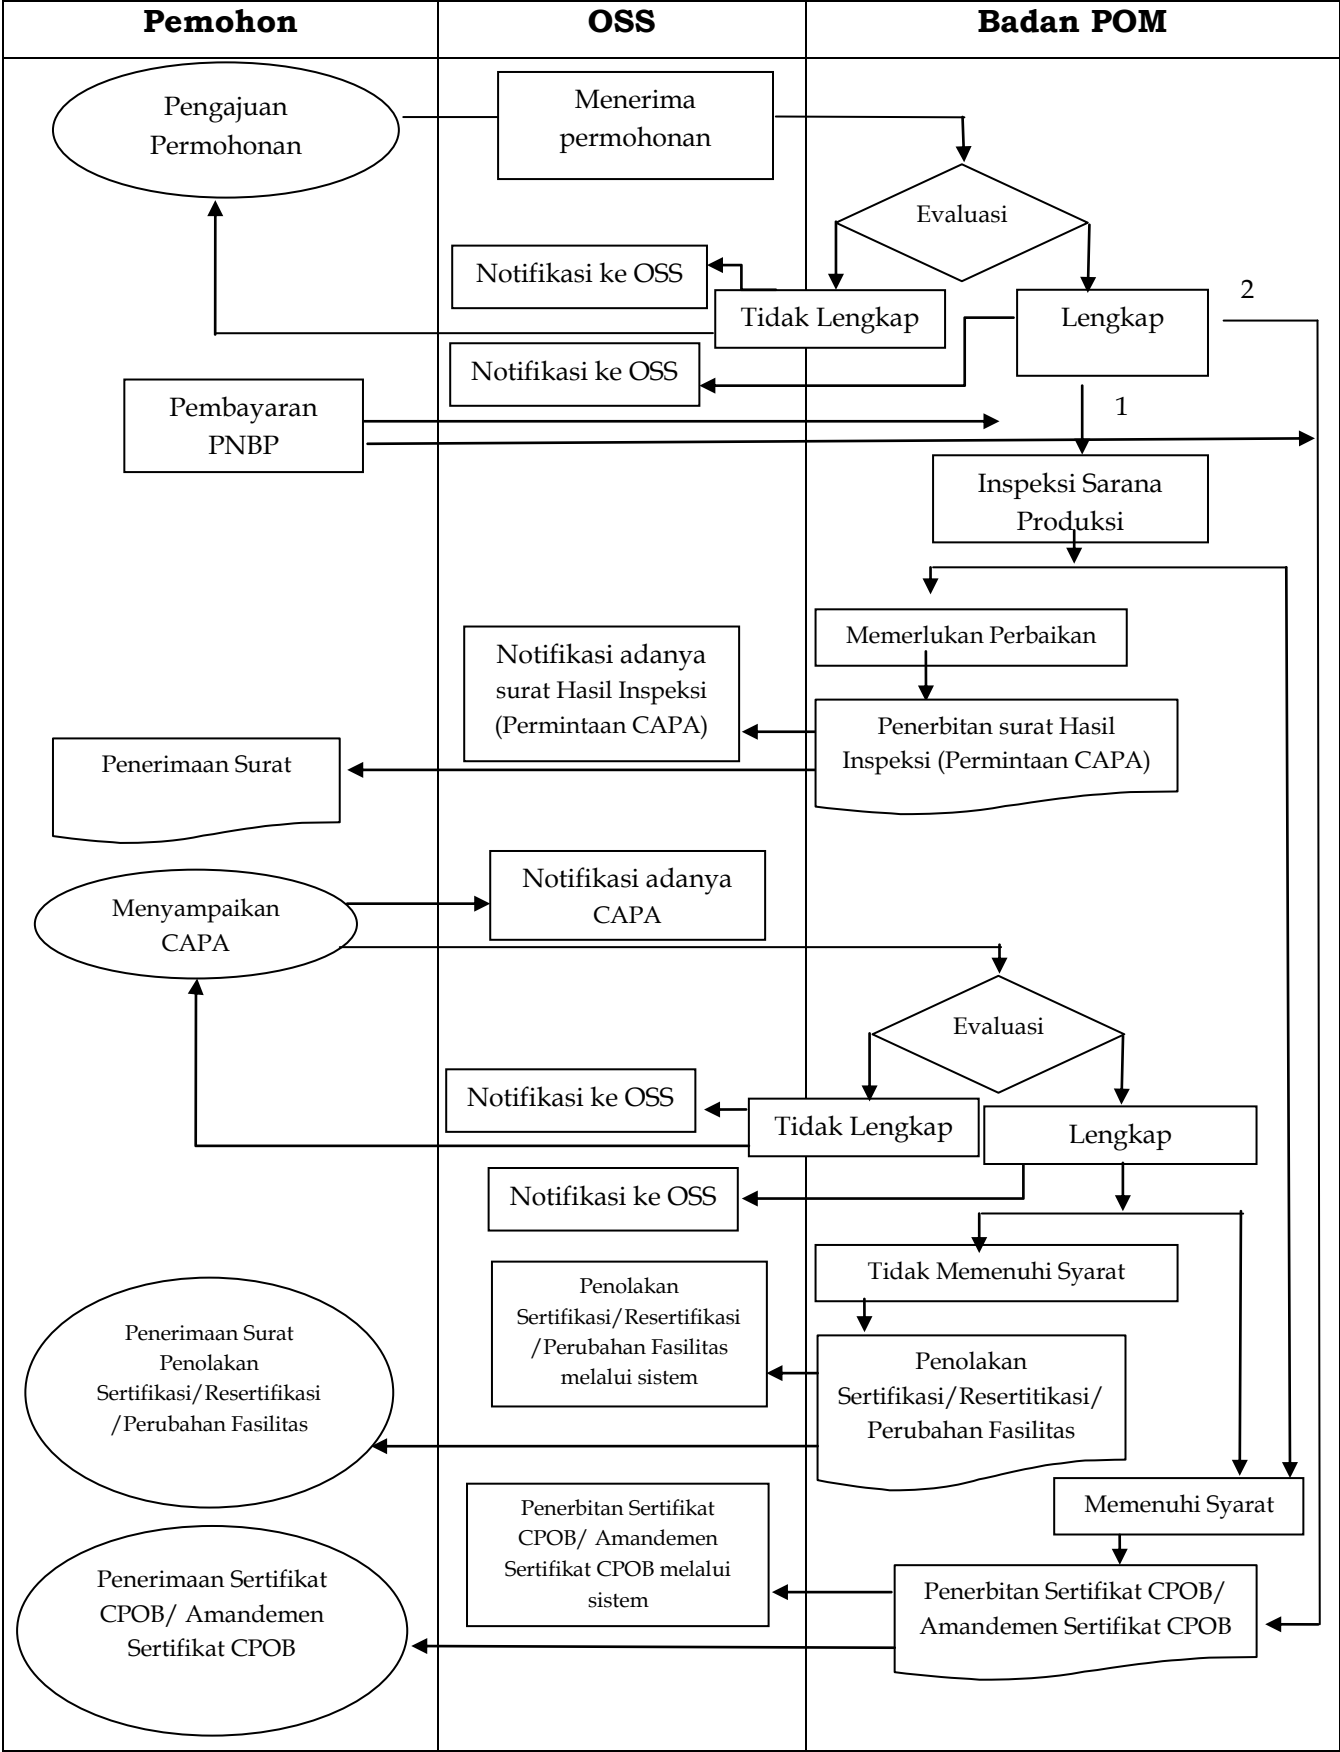 Pemohon
OSS
Badan POM
Pengajuan
Permohonan
Menerima
permohonan
Evaluasi
Notifikasi ke OSS
Tidak Lengkap
Lengkap
2
Notifikasi ke OSS
Pembayaran
PNBP
1
Inspeksi Sarana
Produksi
Memerlukan Perbaikan
Notifikasi adanya
surat Hasil Inspeksi
(Permintaan CAPA)
Penerbitan surat Hasil
Inspeksi (Permintaan CAPA)
Penerimaan Surat
Menyampaikan
CAPA
Notifikasi adanya
CAPA
Evaluasi
Notifikasi ke OSS
Tidak Lengkap
Lengkap
Notifikasi ke OSS
Tidak Memenuhi Syarat
Penolakan
Sertifikasi/Resertifikasi
/Perubahan Fasilitas
melalui sistem
Penerimaan Surat
Penolakan
Sertifikasi/Resertifikasi
/Perubahan Fasilitas
Penolakan
Sertifikasi/Resertitikasi/
Perubahan Fasilitas
Memenuhi Syarat
Penerbitan Sertifikat
CPOB/ Amandemen
Sertifikat CPOB melalui
sistem
Penerimaan Sertifikat
CPOB/ Amandemen
Sertifikat CPOB
Penerbitan Sertifikat CPOB/
Amandemen Sertifikat CPOB